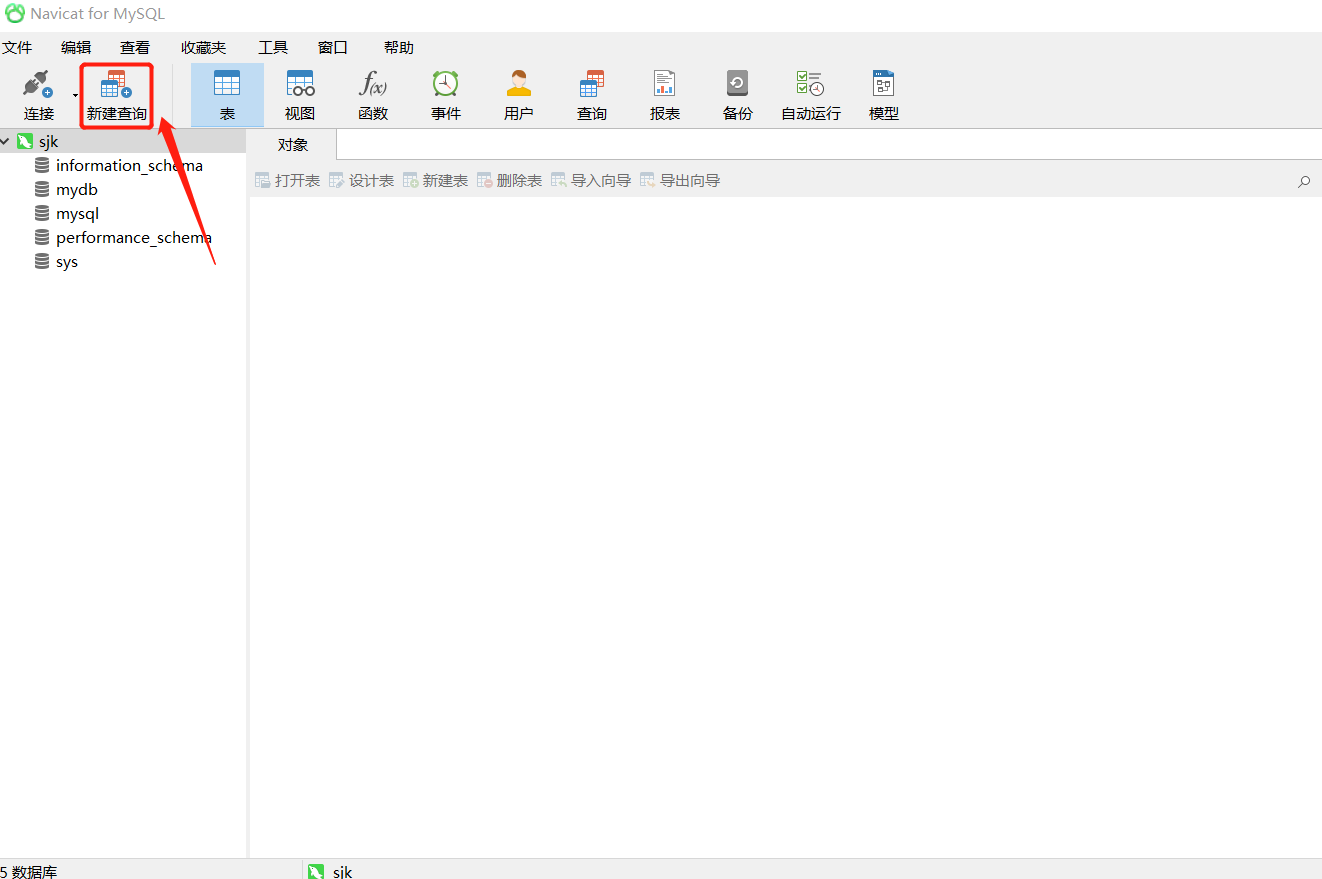 Navicat for MySQL
文件 编辑 查看 收藏夹 工具 窗口 帮助
连接 新建查询 表 视图 函数 事件 用户 查询 报表 备份 自动运行 模型
sjk 对象
information_schema
打开表 设计表 新建表 删除表 导入向导 导出向导
mydb
mysql
performance_schema
sys
5 数据库 sjk